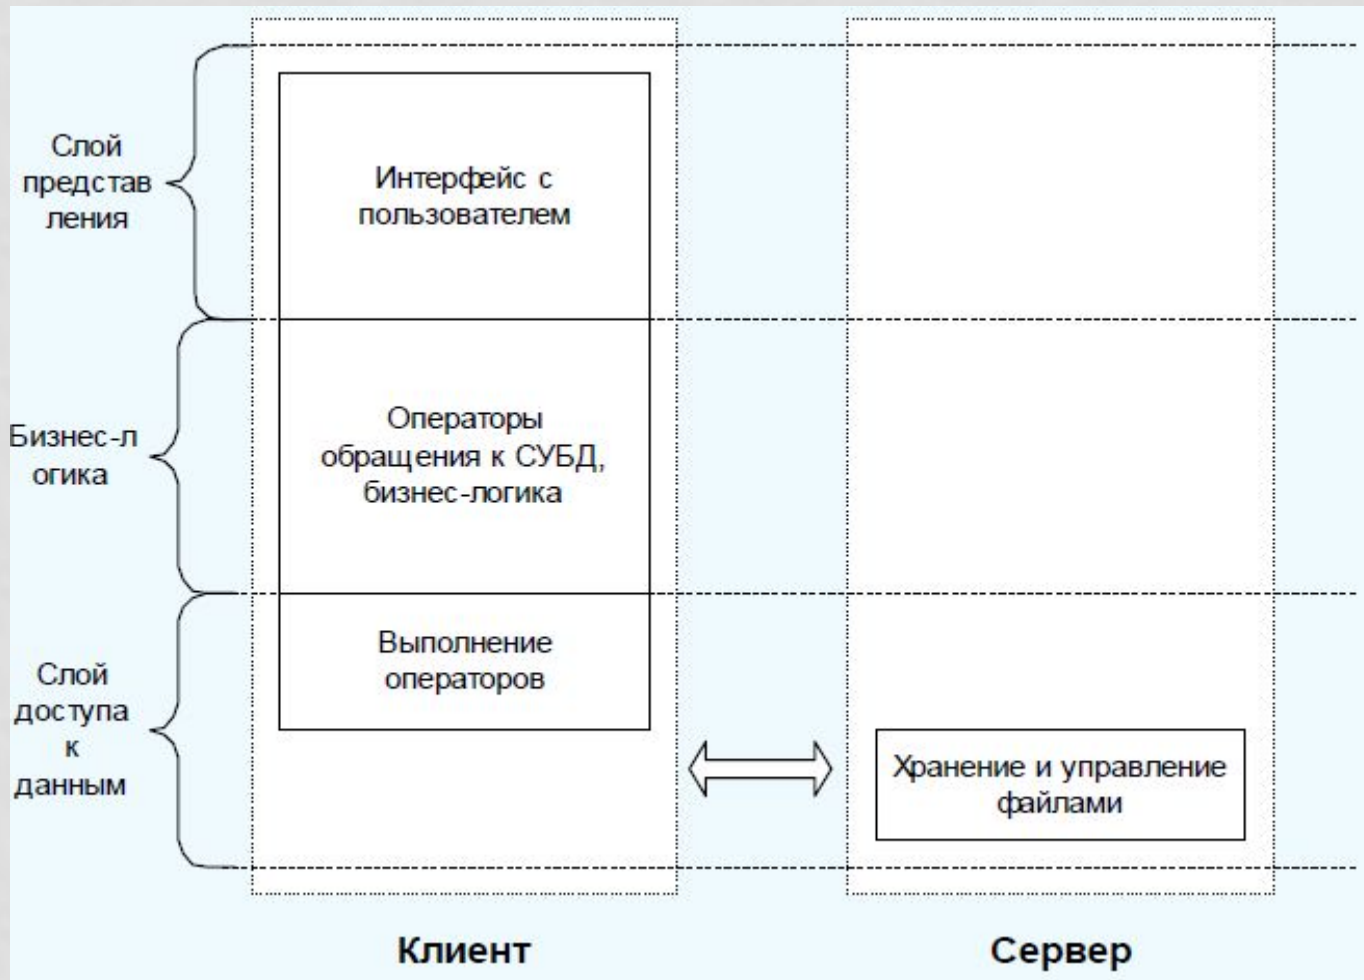 Слой
представ
ления
Интерфейс с
пользователем
Бизнес-л
огика
Операторы
обращения к СУБД,
бизнес-логика
Слой
доступа
к
данным
Выполнение
операторов
Хранение и управление
файлами
Клиент
Сервер